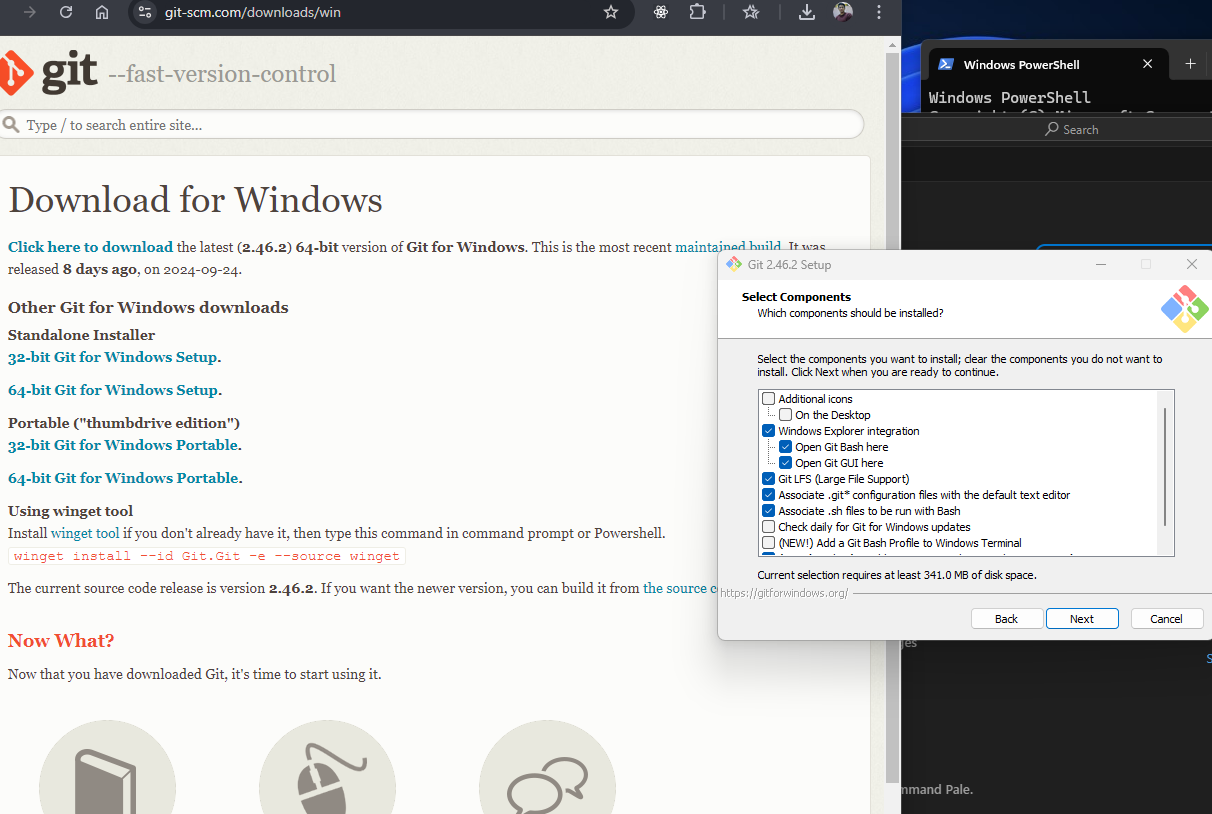 git-scm.com/downloads/win
git --fast-version-control
Type / to search entire site...
Download for Windows
Click here to download the latest (2.46.2) 64-bit version of Git for Windows. This is the most recent maintained build. It was
released 8 days ago, on 2024-09-24.
Other Git for Windows downloads
Standalone Installer
32-bit Git for Windows Setup.
64-bit Git for Windows Setup.
Portable ("thumbdrive edition")
32-bit Git for Windows Portable.
64-bit Git for Windows Portable.
Using winget tool
Install winget tool if you don't already have it, then type this command in command prompt or Powershell.
winget install --id Git.Git -e --source winget
The current source code release is version 2.46.2. If you want the newer version, you can build it from the source
Now What?
Now that you have downloaded Git, it's time to start using it.
Windows PowerShell
Windows PowerShell
Search
Git 2.46.2 Setup
Select Components
Which components should be installed?
Select the components you want to install; clear the components you do not want to
install. Click Next when you are ready to continue.
Additional icons
On the Desktop
Windows Explorer integration
Open Git Bash here
Open Git GUI here
Git LFS (Large File Support)
Associate .git* configuration files with the default text editor
Associate .sh files to be run with Bash
Check daily for Git for Windows updates
(NEW!) Add a Git Bash Profile to Windows Terminal
Current selection requires at least 341.0 MB of disk space.
https://gitforwindows.org/
Back
Next
Cancel
mmand Pale.